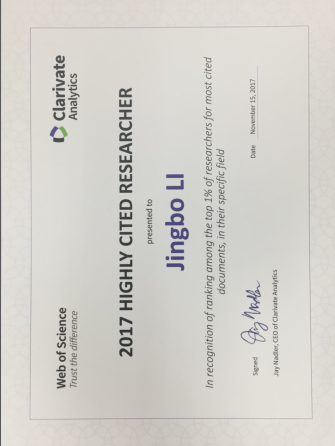 Web of Science
Trust the difference
Clarivate
Analytics
2017 HIGHLY CITED RESEARCHER
presented to
Jingbo LI
In recognition of ranking among the top 1% of researchers for most cited
documents, in their specific field
Signed Jay Nadler
Date November 15, 2017
Jay Nadler, CEO of Clarivate Analytics